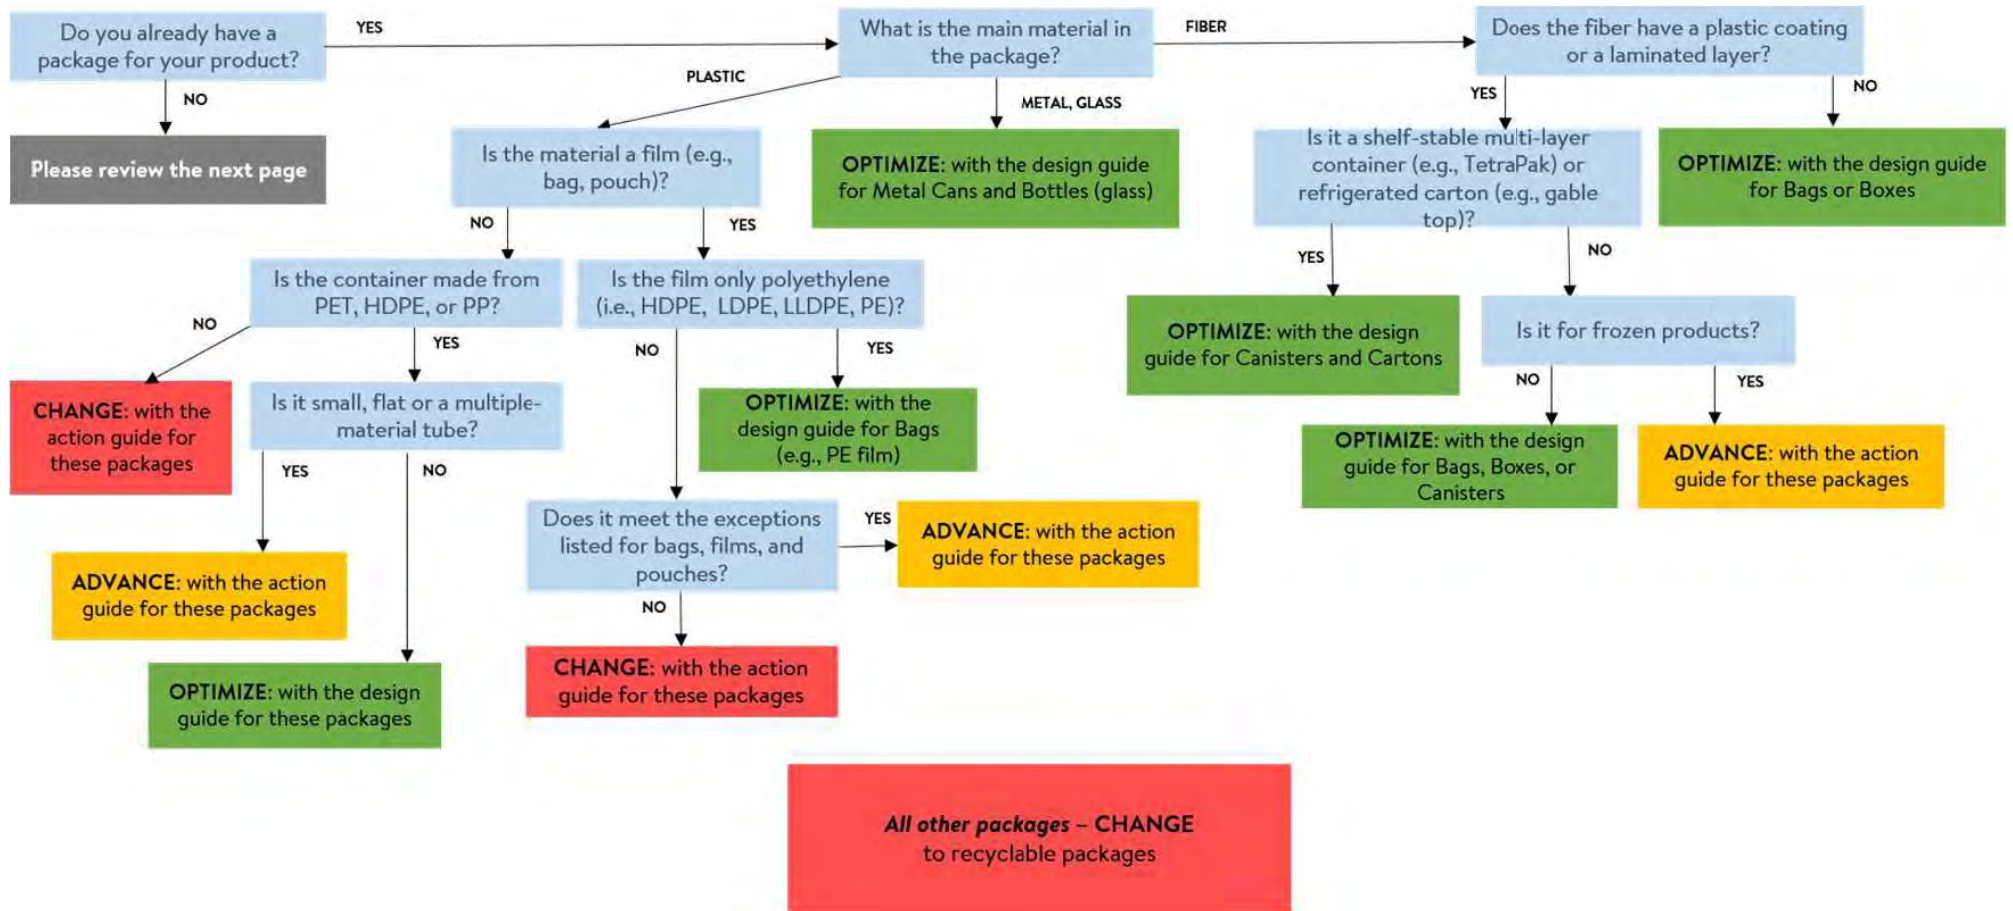 Do you already have a
package for your product?
YES
NO
Please review the next page
What is the main material in
the package?
PLASTIC
METAL, GLASS
FIBER
Does the fiber have a plastic coating
or a laminated layer?
YES
NO
Is the material a film (e.g.,
bag, pouch)?
NO
YES
OPTIMIZE: with the design guide
for Metal Cans and Bottles (glass)
Is it a shelf-stable multi-layer
container (e.g., TetraPak) or
refrigerated carton (e.g., gable
top)?
YES
NO
OPTIMIZE: with the design guide
for Bags or Boxes
Is the container made from
PET, HDPE, or PP?
NO
YES
Is the film only polyethylene
(i.e., HDPE, LDPE, LLDPE, PE)?
NO
YES
OPTIMIZE: with the design
guide for Canisters and Cartons
Is it for frozen products?
NO
YES
CHANGE: with the
action guide for
these packages
Is it small, flat or a multiple-
material tube?
YES
NO
OPTIMIZE: with the
design guide for Bags
(e.g., PE film)
OPTIMIZE: with the design
guide for Bags, Boxes, or
Canisters
ADVANCE: with the action
guide for these packages
Does it meet the exceptions
listed for bags, films, and
pouches?
YES
NO
ADVANCE: with the action
guide for these packages
ADVANCE: with the action
guide for these packages
CHANGE: with the action
guide for these packages
OPTIMIZE: with the design
guide for these packages
All other packages – CHANGE
to recyclable packages